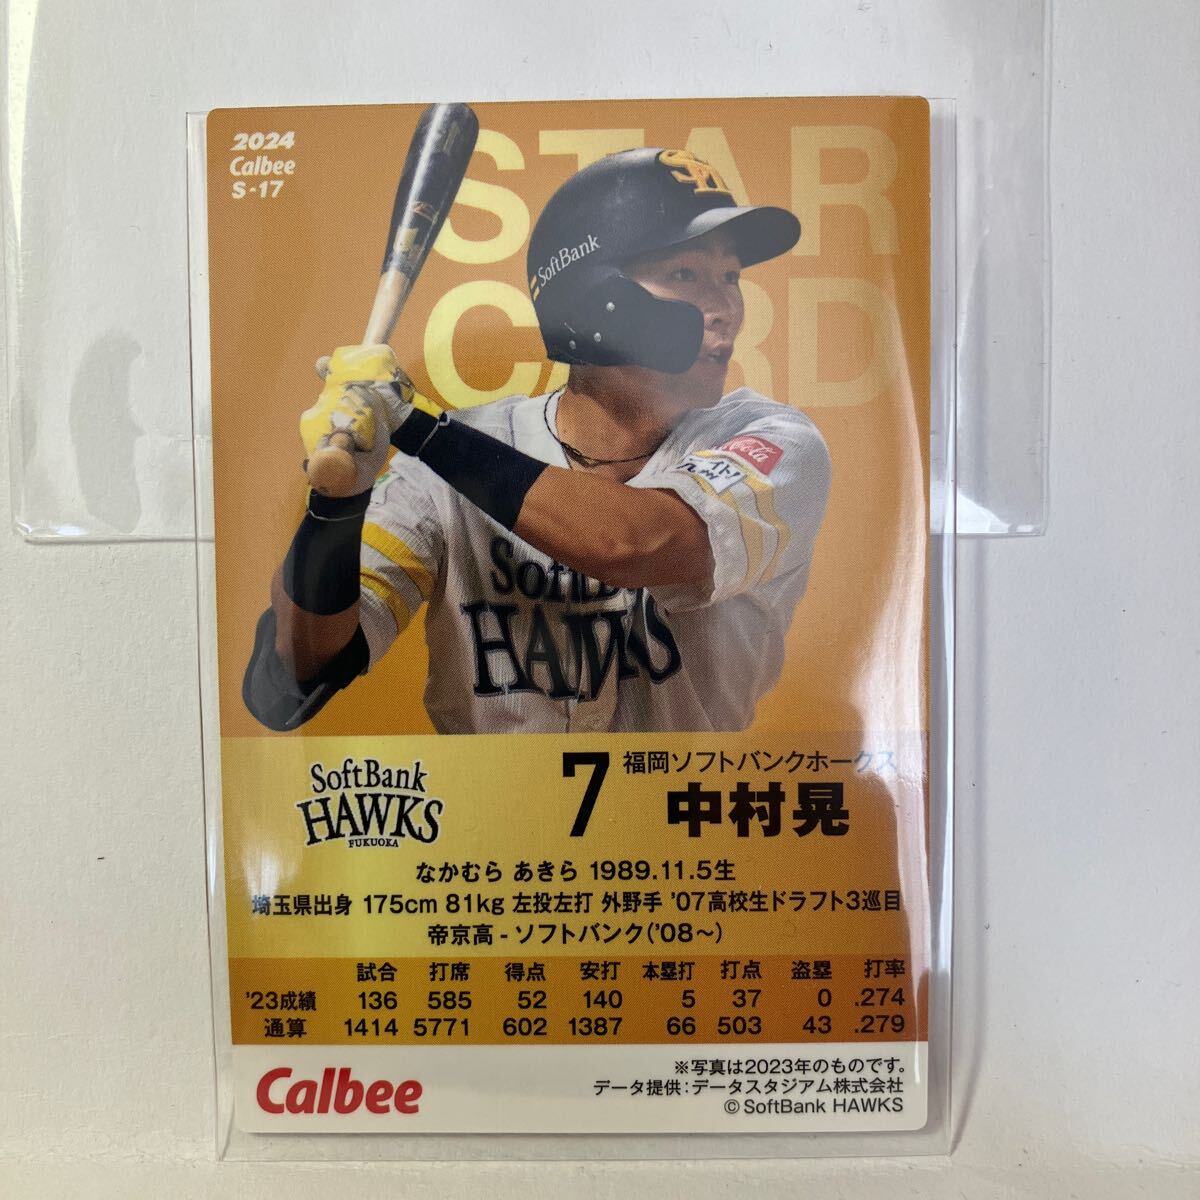 2024
Calbee
S-17
STAR
CARD
SoftBank
Coca-Cola
SoftB
HAWKS
SoftBank
HAWKS
FUKUOKA
7
福岡ソフトバンクホークス
中村晃
なかむら あきら 1989.11.5生
埼玉県出身 175cm 81kg 左投左打 外野手 '07高校生ドラフト3巡目
帝京高-ソフトバンク('08～)
試合 打席 得点 安打 本塁打 打点 盗塁 打率
'23成績 136 585 52 140 5 37 0 .274
通算 1414 5771 602 1387 66 503 43 .279
Calbee
※写真は2023年のものです。
データ提供:データスタジアム株式会社
© SoftBank HAWKS